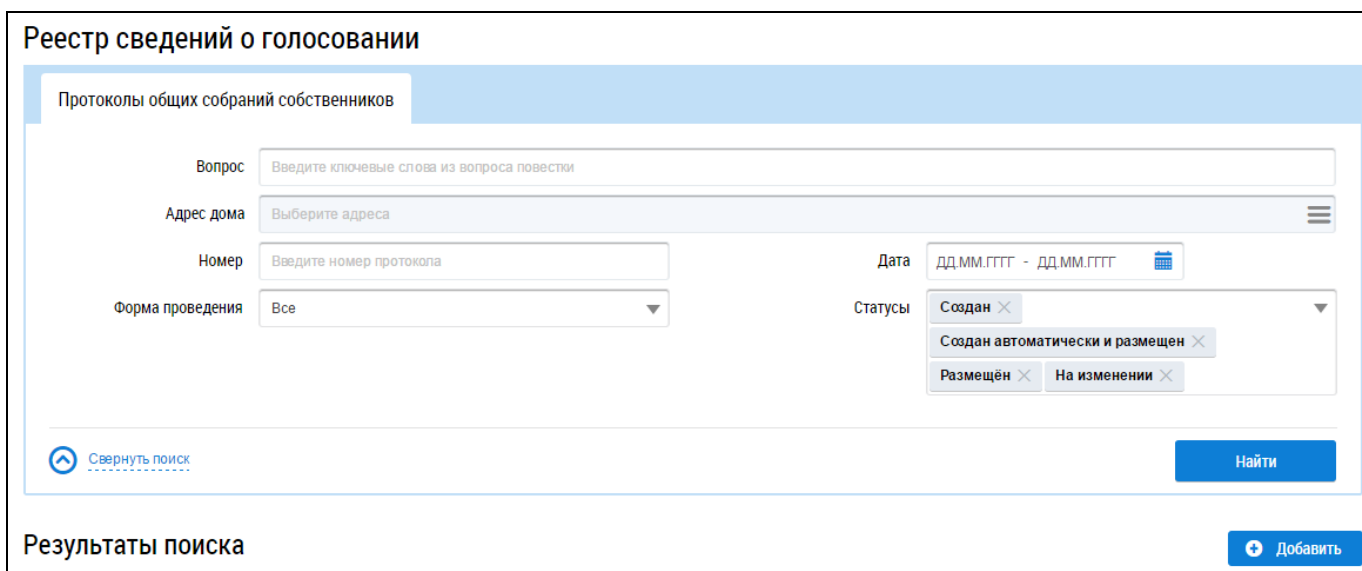 Реестр сведений о голосовании
Протоколы общих собраний собственников
Вопрос Введите ключевые слова из вопроса повестки
Адрес дома Выберите адреса
Номер Введите номер протокола Дата ДД.ММ.ГГГГ - ДД.ММ.ГГГГ
Форма проведения Все Статусы Создан
Создан автоматически и размещен
Размещён На изменении
Свернуть поиск Найти
Результаты поиска Добавить